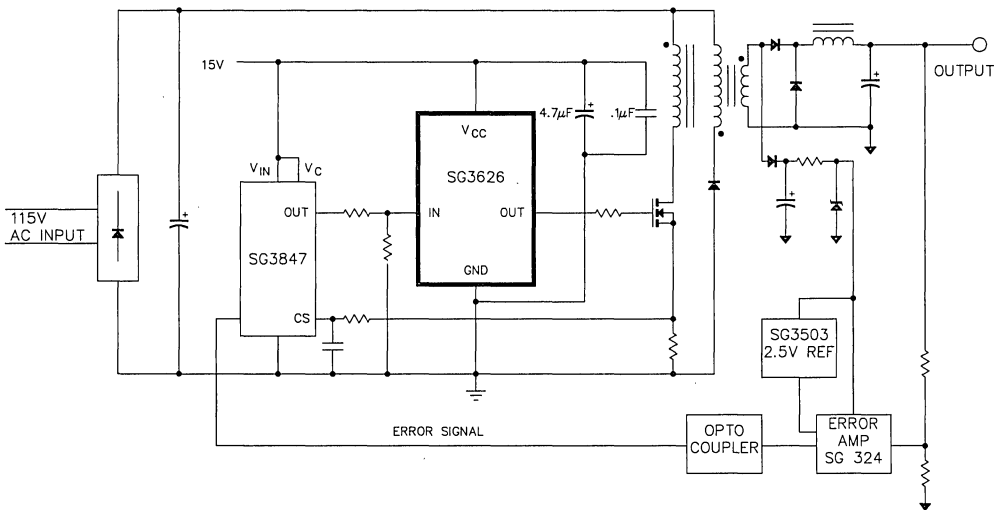 15V
4.7µF
+
.1µF
+
OUTPUT
+
VCC
SG3626
IN
OUT
GND
VIN
VC
OUT
SG3847
CS
115V
AC INPUT
+
+
SG3503
2.5V REF
ERROR SIGNAL
OPTO
COUPLER
ERROR
AMP
SG 324